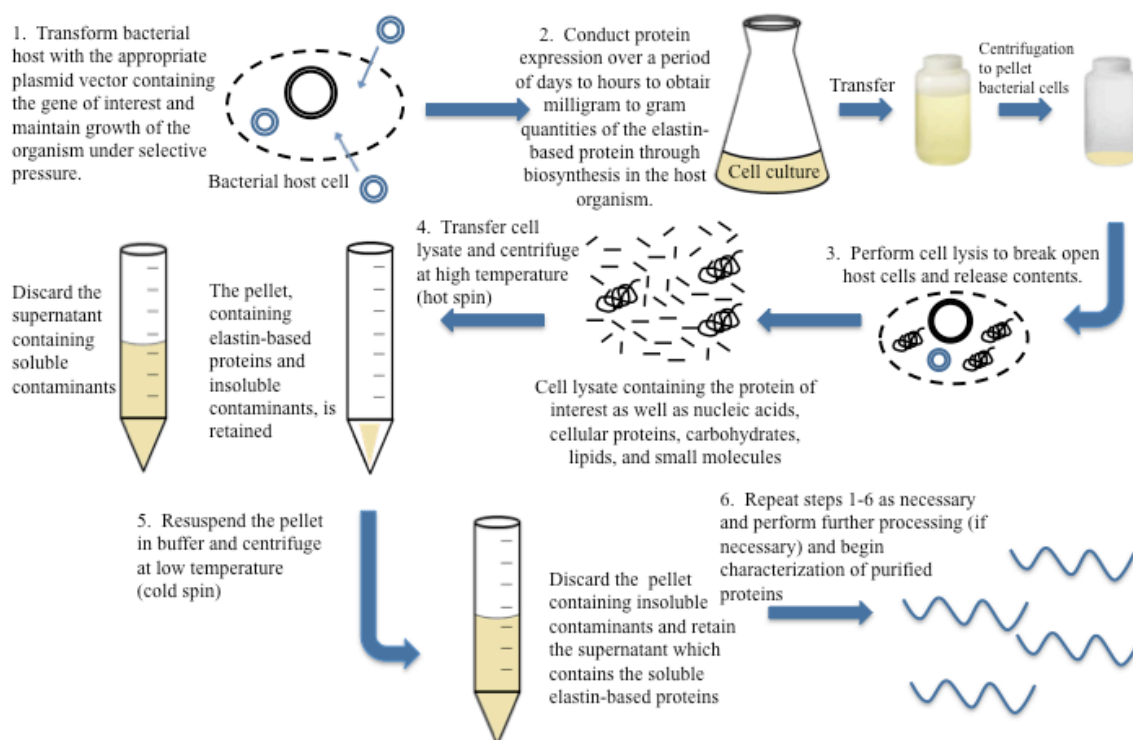 1.  Transform bacterial
host with the appropriate
plasmid vector containing
the gene of interest and
maintain growth of the
organism under selective
pressure.
Bacterial host cell
2.  Conduct protein
expression over a period
of days to hours to obtain
milligram to gram
quantities of the elastin-
based protein through
biosynthesis in the host
organism.
Cell culture
Transfer
Centrifugation
to pellet
bacterial cells
3.  Perform cell lysis to break open
host cells and release contents.
Cell lysate containing the protein of
interest as well as nucleic acids,
cellular proteins, carbohydrates,
lipids, and small molecules
4.  Transfer cell
lysate and centrifuge
at high temperature
(hot spin)
Discard the
supernatant
containing
soluble
contaminants
The pellet,
containing
elastin-based
proteins and
insoluble
contaminants, is
retained
5.  Resuspend the pellet
in buffer and centrifuge
at low temperature
(cold spin)
Discard the  pellet
containing insoluble
contaminants and retain
the supernatant which
contains the soluble
elastin-based proteins
6.  Repeat steps 1-6 as necessary
and perform further processing (if
necessary) and begin
characterization of purified
proteins